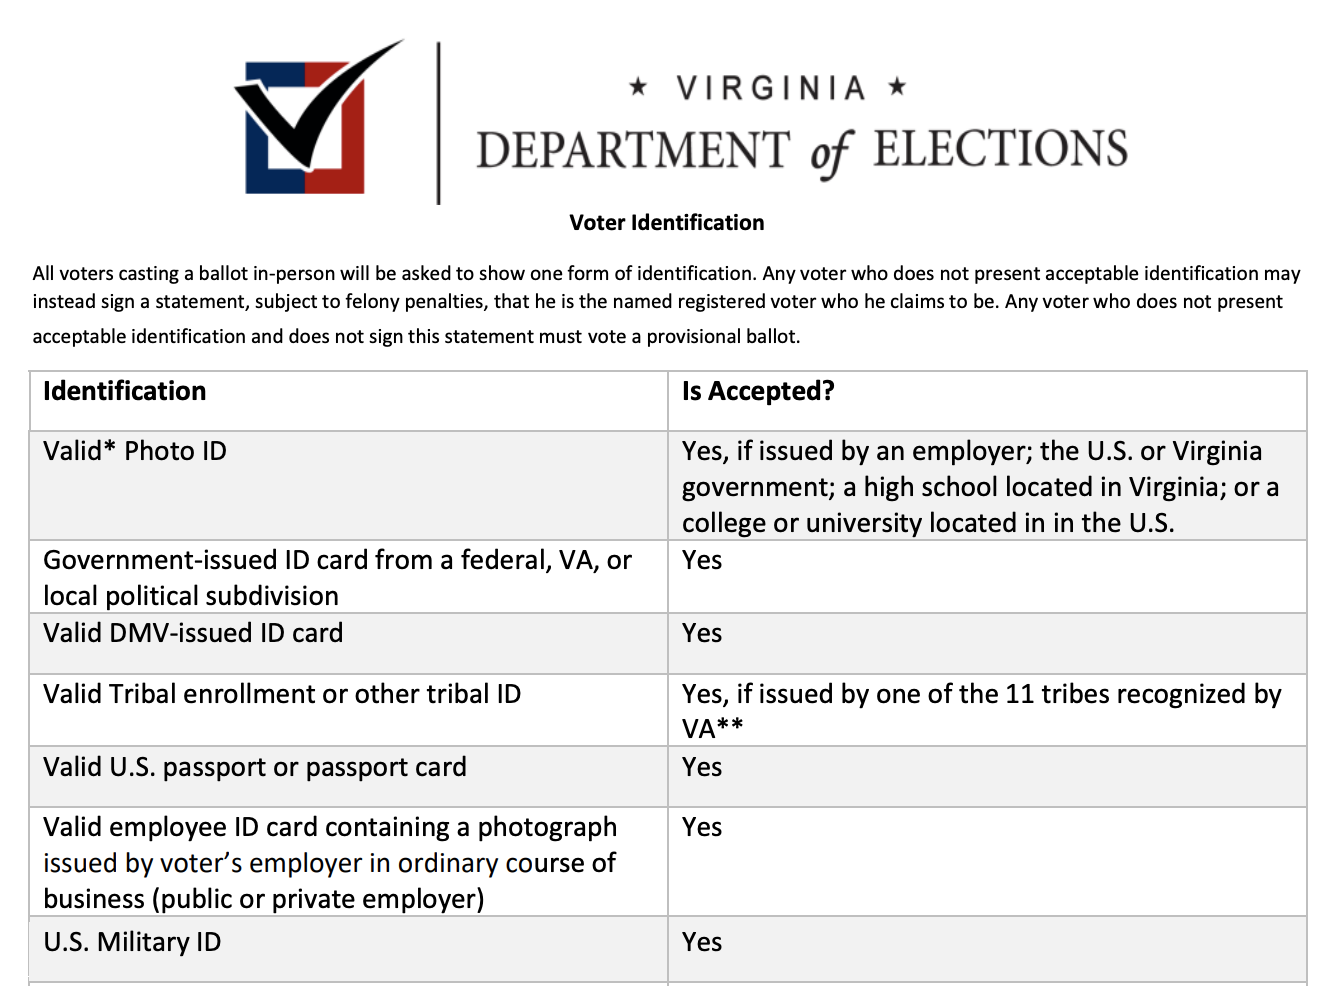 ★ VIRGINIA ★
DEPARTMENT of ELECTIONS
Voter Identification
All voters casting a ballot in-person will be asked to show one form of identification. Any voter who does not present acceptable identification may
instead sign a statement, subject to felony penalties, that he is the named registered voter who he claims to be. Any voter who does not present
acceptable identification and does not sign this statement must vote a provisional ballot.
Identification
Is Accepted?
Valid* Photo ID
Yes, if issued by an employer; the U.S. or Virginia
government; a high school located in Virginia; or a
college or university located in in the U.S.
Government-issued ID card from a federal, VA, or
local political subdivision
Yes
Valid DMV-issued ID card
Yes
Valid Tribal enrollment or other tribal ID
Yes, if issued by one of the 11 tribes recognized by
VA**
Valid U.S. passport or passport card
Yes
Valid employee ID card containing a photograph
issued by voter’s employer in ordinary course of
business (public or private employer)
Yes
U.S. Military ID
Yes